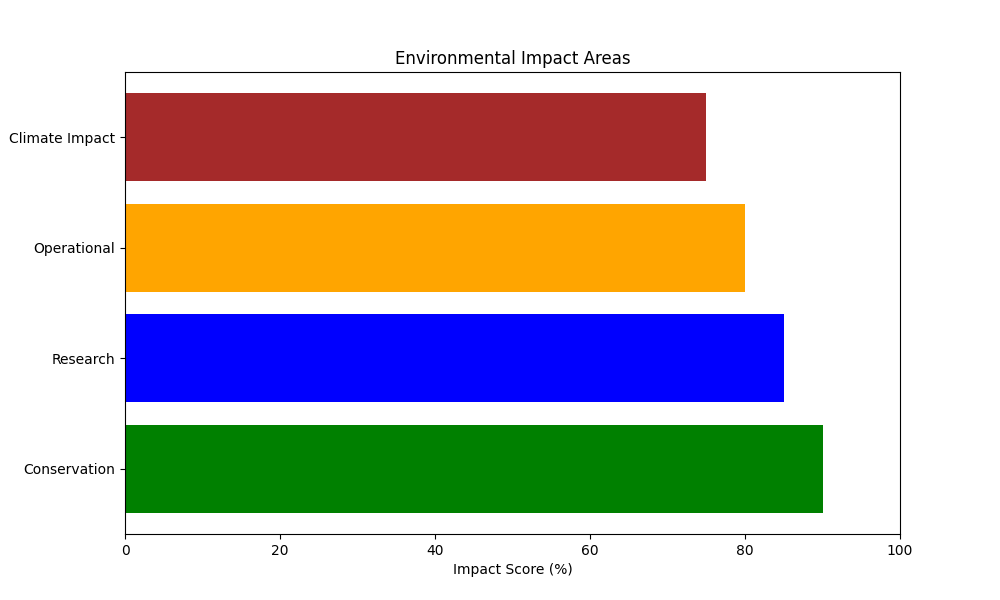 Environmental Impact Areas
Climate Impact
Operational
Research
Conservation
0 20 40 60 80 100
Impact Score (%)